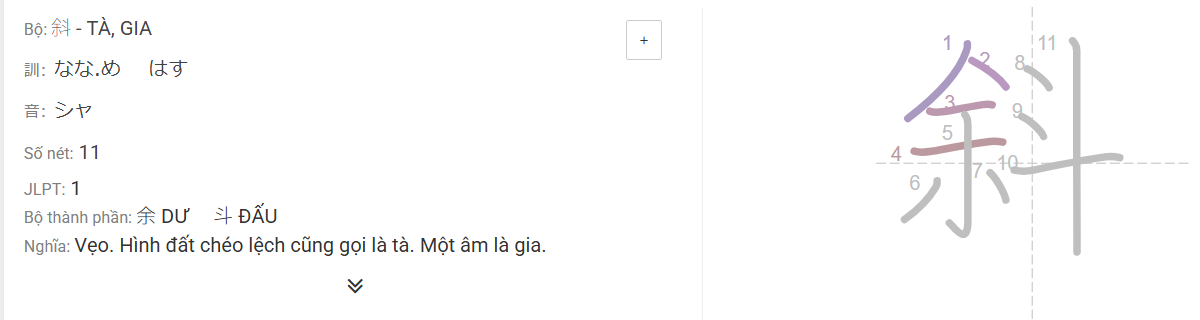 Bộ: 斜 - TÀ, GIA
+
訓: なな.め はす
音: シャ
Số nét: 11
JLPT: 1
Bộ thành phần: 余 DƯ 斗 ĐẤU
Nghĩa: Vẹo. Hình đất chéo lệch cũng gọi là tà. Một âm là gia.
斜
1
2
3
4
5
6
7
8
9
10
11